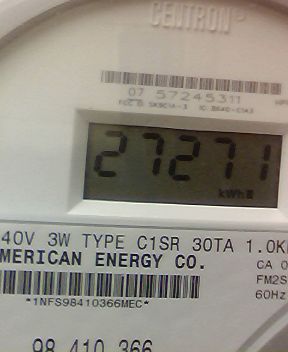 CENTRON®
07 57245311
27271
kWh
40V 3W TYPE C1SR 30TA 1.0K
MERICAN ENERGY CO.
CA 0
FM2S
*1NFS98410366MEC*
60Hz
98 410 366